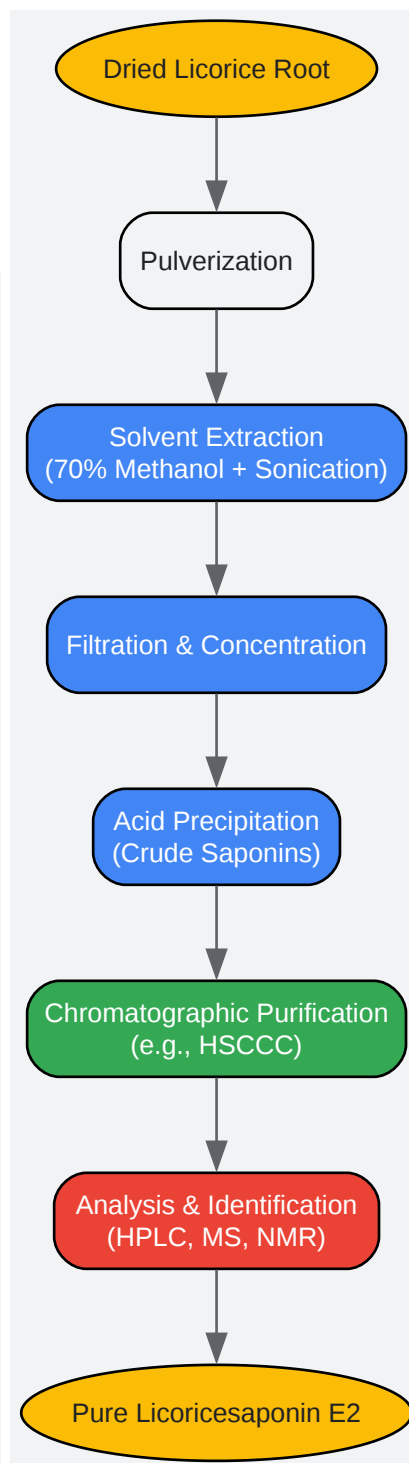 Dried Licorice Root
Pulverization
Solvent Extraction
(70% Methanol + Sonication)
Filtration & Concentration
Acid Precipitation
(Crude Saponins)
Chromatographic Purification
(e.g., HSCCC)
Analysis & Identification
(HPLC, MS, NMR)
Pure Licoricesaponin E2